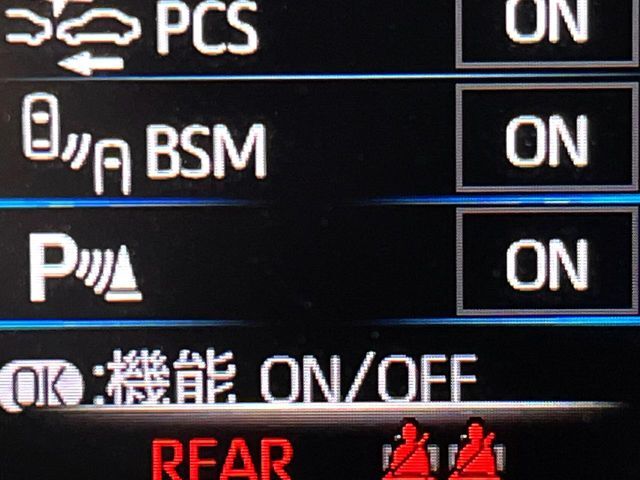 PCS ON
BSM ON
P ON
OK :機能 ON/OFF
REAR